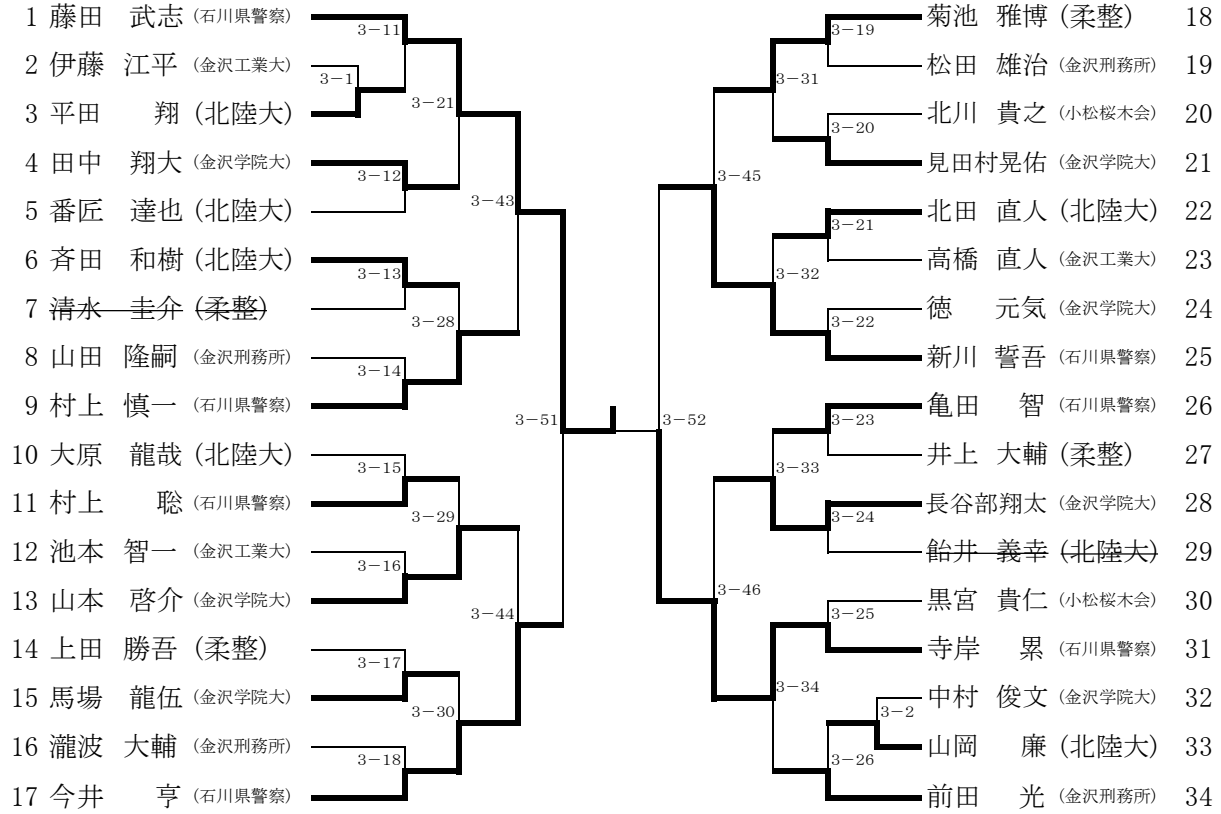 1 藤田 武志 (石川県警察)
2 伊藤 江平 (金沢工業大)
3 平田 翔 (北陸大)
4 田中 翔大 (金沢学院大)
5 番匠 達也 (北陸大)
6 斉田 和樹 (北陸大)
7 清水 圭介 (柔整)
8 山田 隆嗣 (金沢刑務所)
9 村上 慎一 (石川県警察)
10 大原 龍哉 (北陸大)
11 村上 聡 (石川県警察)
12 池本 智一 (金沢工業大)
13 山本 啓介 (金沢学院大)
14 上田 勝吾 (柔整)
15 馬場 龍伍 (金沢学院大)
16 瀧波 大輔 (金沢刑務所)
17 今井 亨 (石川県警察)
3-11
3-1
3-21
3-12
3-43
3-13
3-28
3-14
3-51
3-15
3-29
3-16
3-44
3-17
3-30
3-18
3-19
3-31
3-20
3-45
3-21
3-32
3-22
3-52
3-23
3-33
3-24
3-46
3-25
3-34
3-2
3-26
菊池 雅博 (柔整) 18
松田 雄治 (金沢刑務所) 19
北川 貴之 (小松桜木会) 20
見田村晃佑 (金沢学院大) 21
北田 直人 (北陸大) 22
高橋 直人 (金沢工業大) 23
徳 元気 (金沢学院大) 24
新川 誓吾 (石川県警察) 25
亀田 智 (石川県警察) 26
井上 大輔 (柔整) 27
長谷部翔太 (金沢学院大) 28
飴井 義幸 (北陸大) 29
黒宮 貴仁 (小松桜木会) 30
寺岸 累 (石川県警察) 31
中村 俊文 (金沢学院大) 32
山岡 廉 (北陸大) 33
前田 光 (金沢刑務所) 34